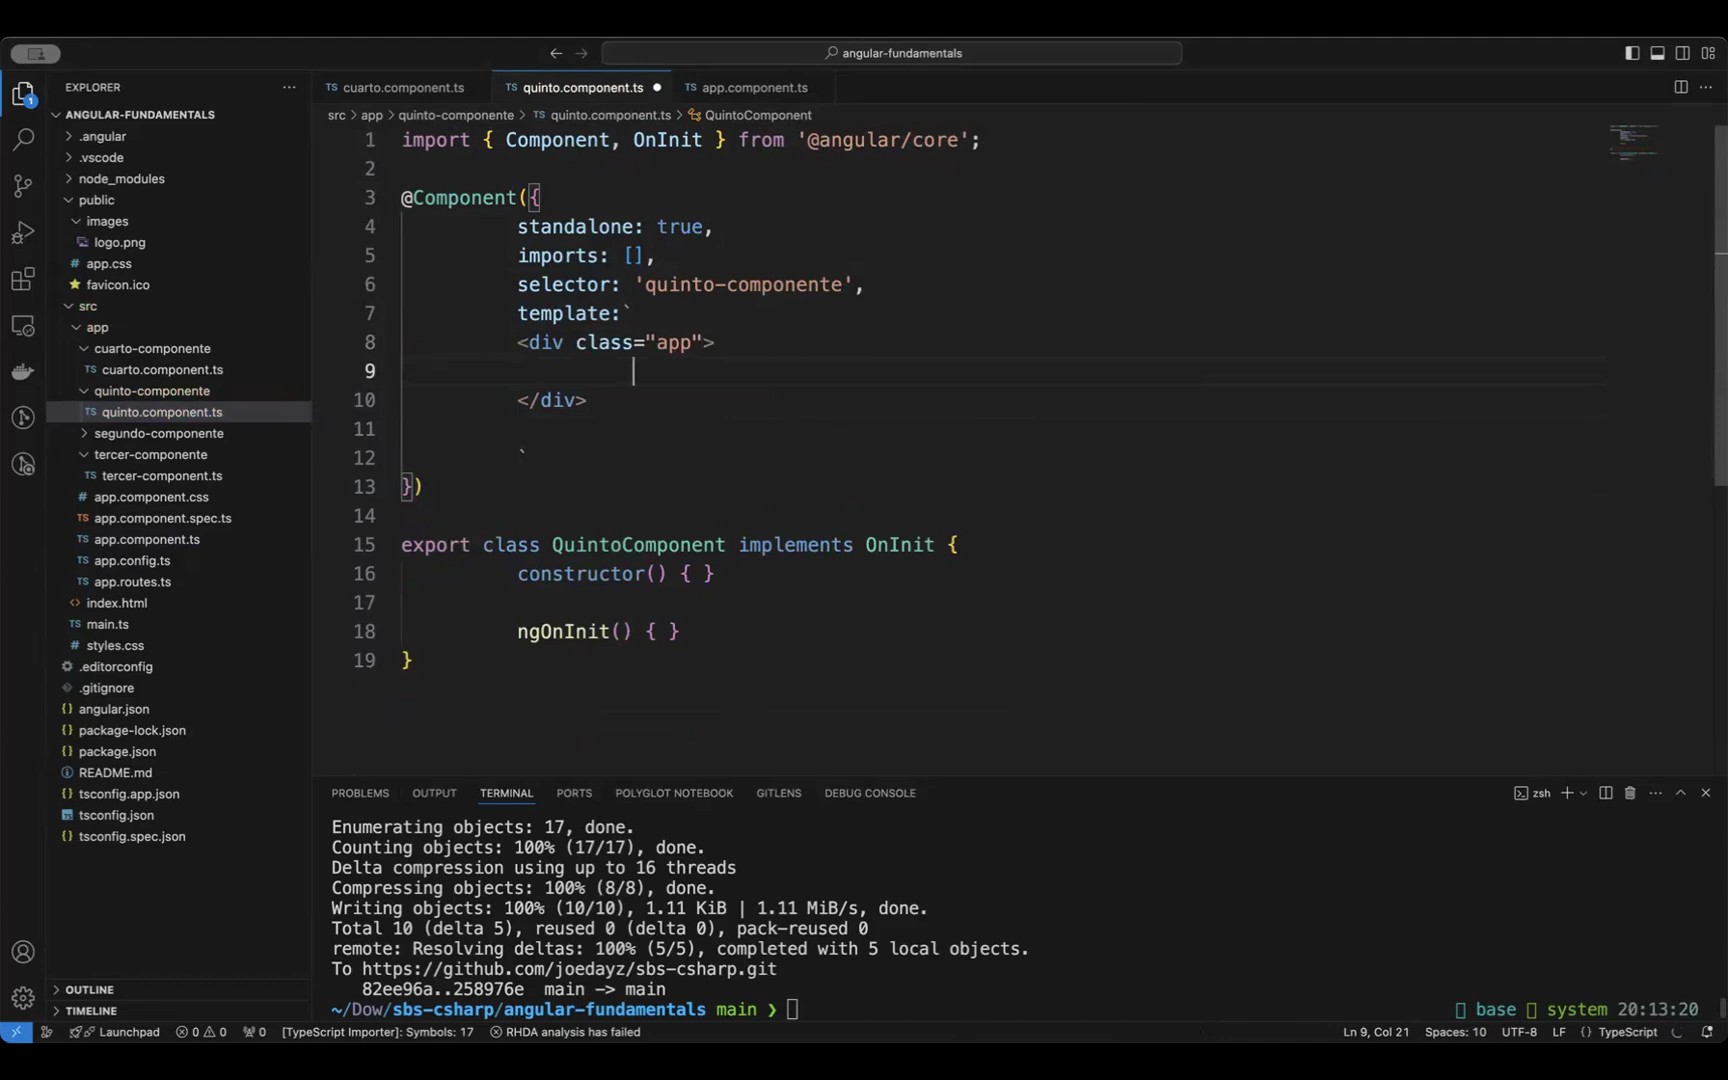 angular-fundamentals
EXPLORER
ANGULAR-FUNDAMENTALS
.angular
.vscode
node_modules
public
images
logo.png
app.css
favicon.ico
src
app
cuarto-componente
TS cuarto.component.ts
quinto-componente
TS quinto.component.ts
segundo-componente
tercer-componente
TS tercer-component.ts
# app.component.css
TS app.component.spec.ts
TS app.component.ts
TS app.config.ts
TS app.routes.ts
<> index.html
TS main.ts
# styles.css
.editorconfig
.gitignore
{} angular.json
{} package-lock.json
{} package.json
README.md
{} tsconfig.app.json
tsconfig.json
{} tsconfig.spec.json
OUTLINE
TIMELINE
1
TS cuarto.component.ts
TS quinto.component.ts
TS app.component.ts
src > app > quinto-componente > TS quinto.component.ts > QuintoComponent
1 import { Component, OnInit } from '@angular/core';
2
3 @Component({
4 standalone: true,
5 imports: [],
6 selector: 'quinto-componente',
7 template:`
8 <div class="app">
9
10 </div>
11
12 `
13 })
14
15 export class QuintoComponent implements OnInit {
16 constructor() { }
17
18 ngOnInit() { }
19 }
PROBLEMS OUTPUT TERMINAL PORTS POLYGLOT NOTEBOOK GITLENS DEBUG CONSOLE
zsh
Enumerating objects: 17, done.
Counting objects: 100% (17/17), done.
Delta compression using up to 16 threads
Compressing objects: 100% (8/8), done.
Writing objects: 100% (10/10), 1.11 KiB | 1.11 MiB/s, done.
Total 10 (delta 5), reused 0 (delta 0), pack-reused 0
remote: Resolving deltas: 100% (5/5), completed with 5 local objects.
To https://github.com/joedayz/sbs-csharp.git
82ee96a..258976e main -> main
~/Dow/sbs-csharp/angular-fundamentals main ❯
base system 20:13:20
Launchpad 0 0 0 [TypeScript Importer]: Symbols: 17 RHDA analysis has failed
Ln 9, Col 21 Spaces: 10 UTF-8 LF {} TypeScript